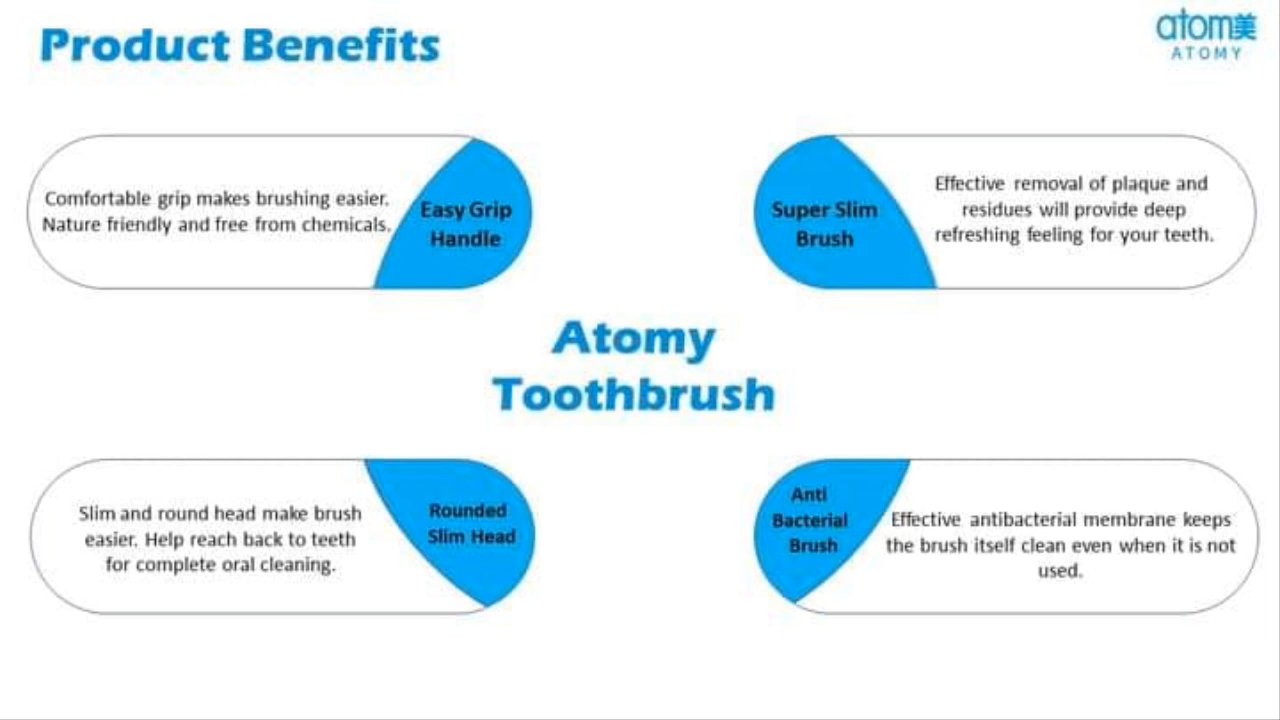 Product Benefits
atom美
ATOMY
Comfortable grip makes brushing easier.
Nature friendly and free from chemicals.
Easy Grip
Handle
Super Slim
Brush
Effective removal of plaque and
residues will provide deep
refreshing feeling for your teeth.
Atomy
Toothbrush
Slim and round head make brush
easier. Help reach back to teeth
for complete oral cleaning.
Rounded
Slim Head
Anti
Bacterial
Brush
Effective antibacterial membrane keeps
the brush itself clean even when it is not
used.